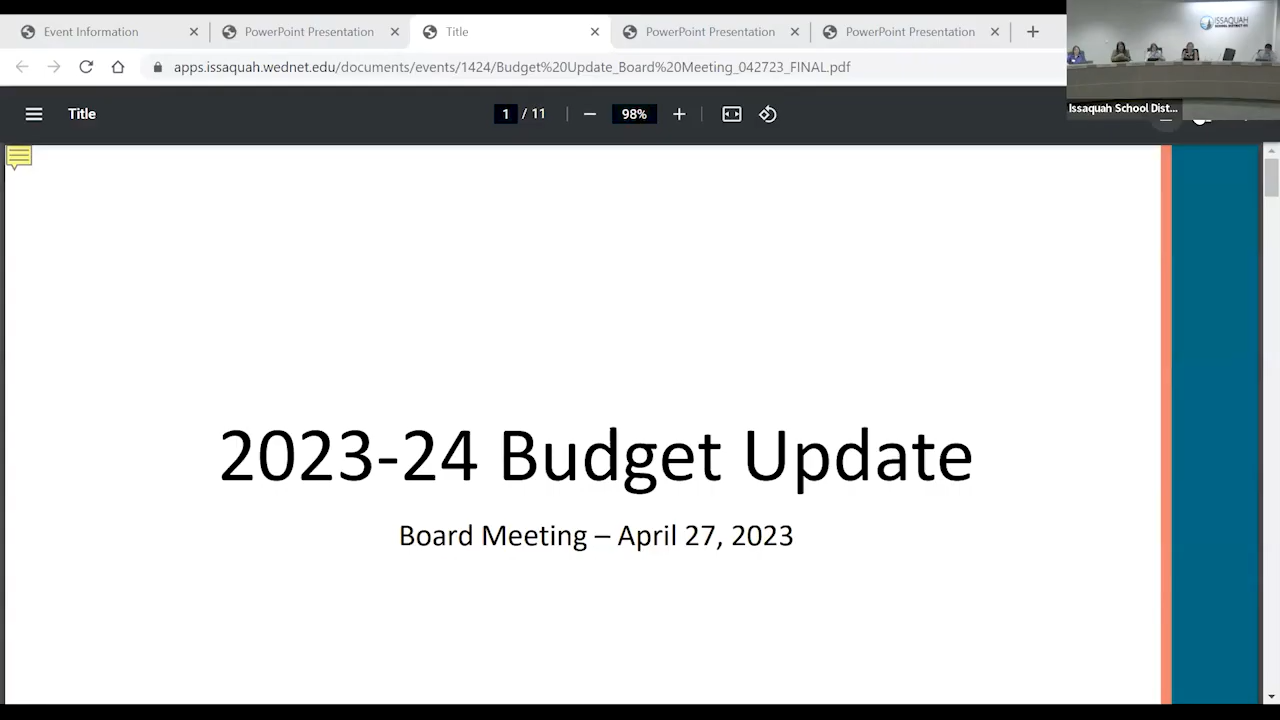 Event Information
PowerPoint Presentation
Title
PowerPoint Presentation
PowerPoint Presentation
apps.issaquah.wednet.edu/documents/events/1424/Budget%20Update_Board%20Meeting_042723_FINAL.pdf
ISSAQUAH
Issaquah School Dist...
Title
1 / 11
98%
2023-24 Budget Update
Board Meeting – April 27, 2023